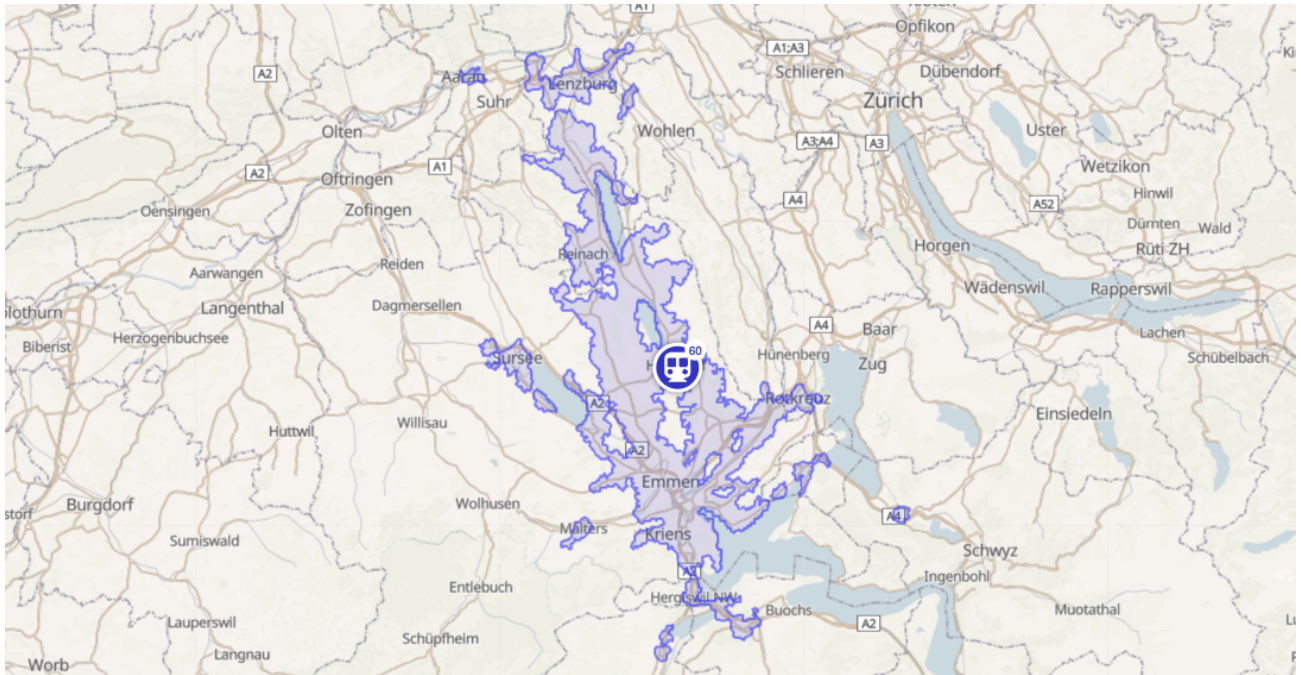 A1
Opfikon
A1;A3
Schlieren
Dübendorf
A2
Aarau
Lenzburg
Suhr
Zürich
Olten
Wohlen
A3;A4
A3
Uster
A2
A1
Oftringen
Wetzikon
Oensingen
Zofingen
A4
A52
Hinwil
Dürnten
Wald
Horgen
Rüti ZH
Reinach
Aarwangen
Reiden
Wädenswil
Rapperswil
Langenthal
Dagmersellen
Biberist
Herzogenbuchsee
A4
Baar
Lachen
Sursee
60
Hünenberg
Zug
Schübelbach
A2
Rotkreuz
Willisau
Einsiedeln
Huttwil
A2
Emmen
Burgdorf
Wolhusen
A4
Malters
Kriens
Sumiswald
Schwyz
A2
Ingenbohl
Entlebuch
Hergiswil NW
Buochs
Muotathal
Lauperswil
A2
Schüpfheim
Langnau
Worb